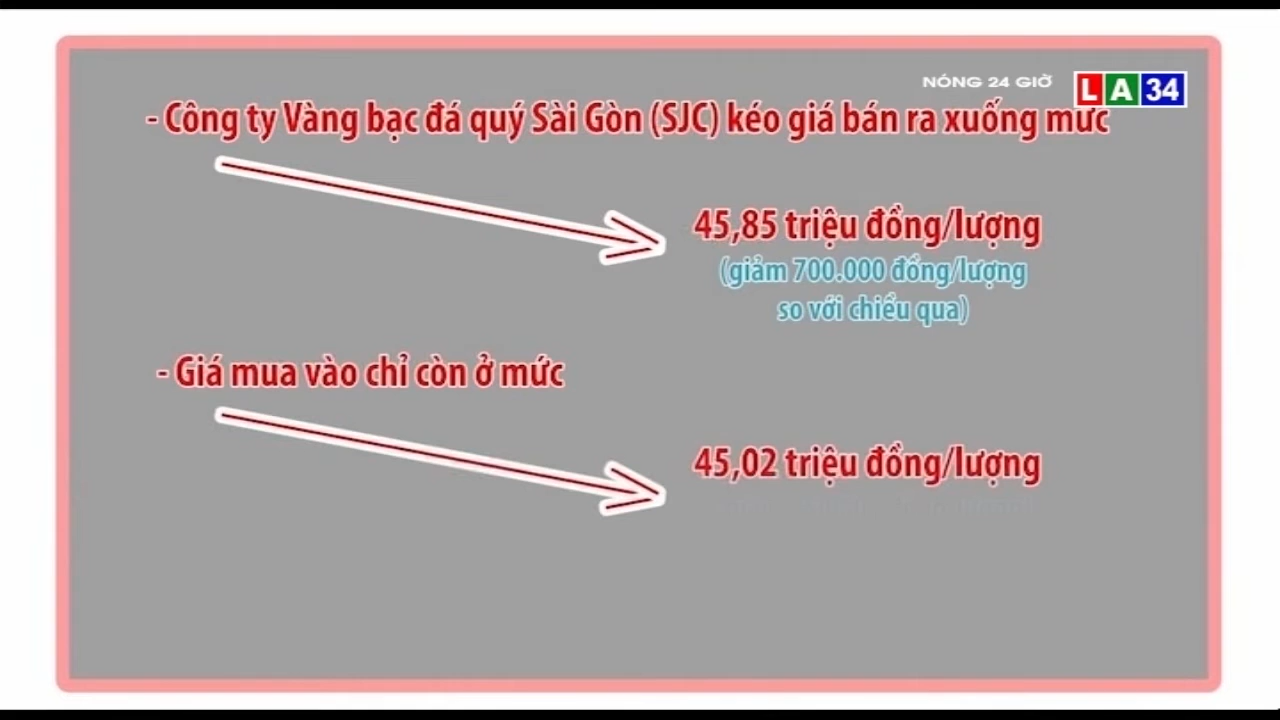 NÓNG 24 GIỜ LA34
- Công ty Vàng bạc đá quý Sài Gòn (SJC) kéo giá bán ra xuống mức
45,85 triệu đồng/lượng
(giảm 700.000 đồng/lượng
so với chiều qua)
- Giá mua vào chỉ còn ở mức
45,02 triệu đồng/lượng